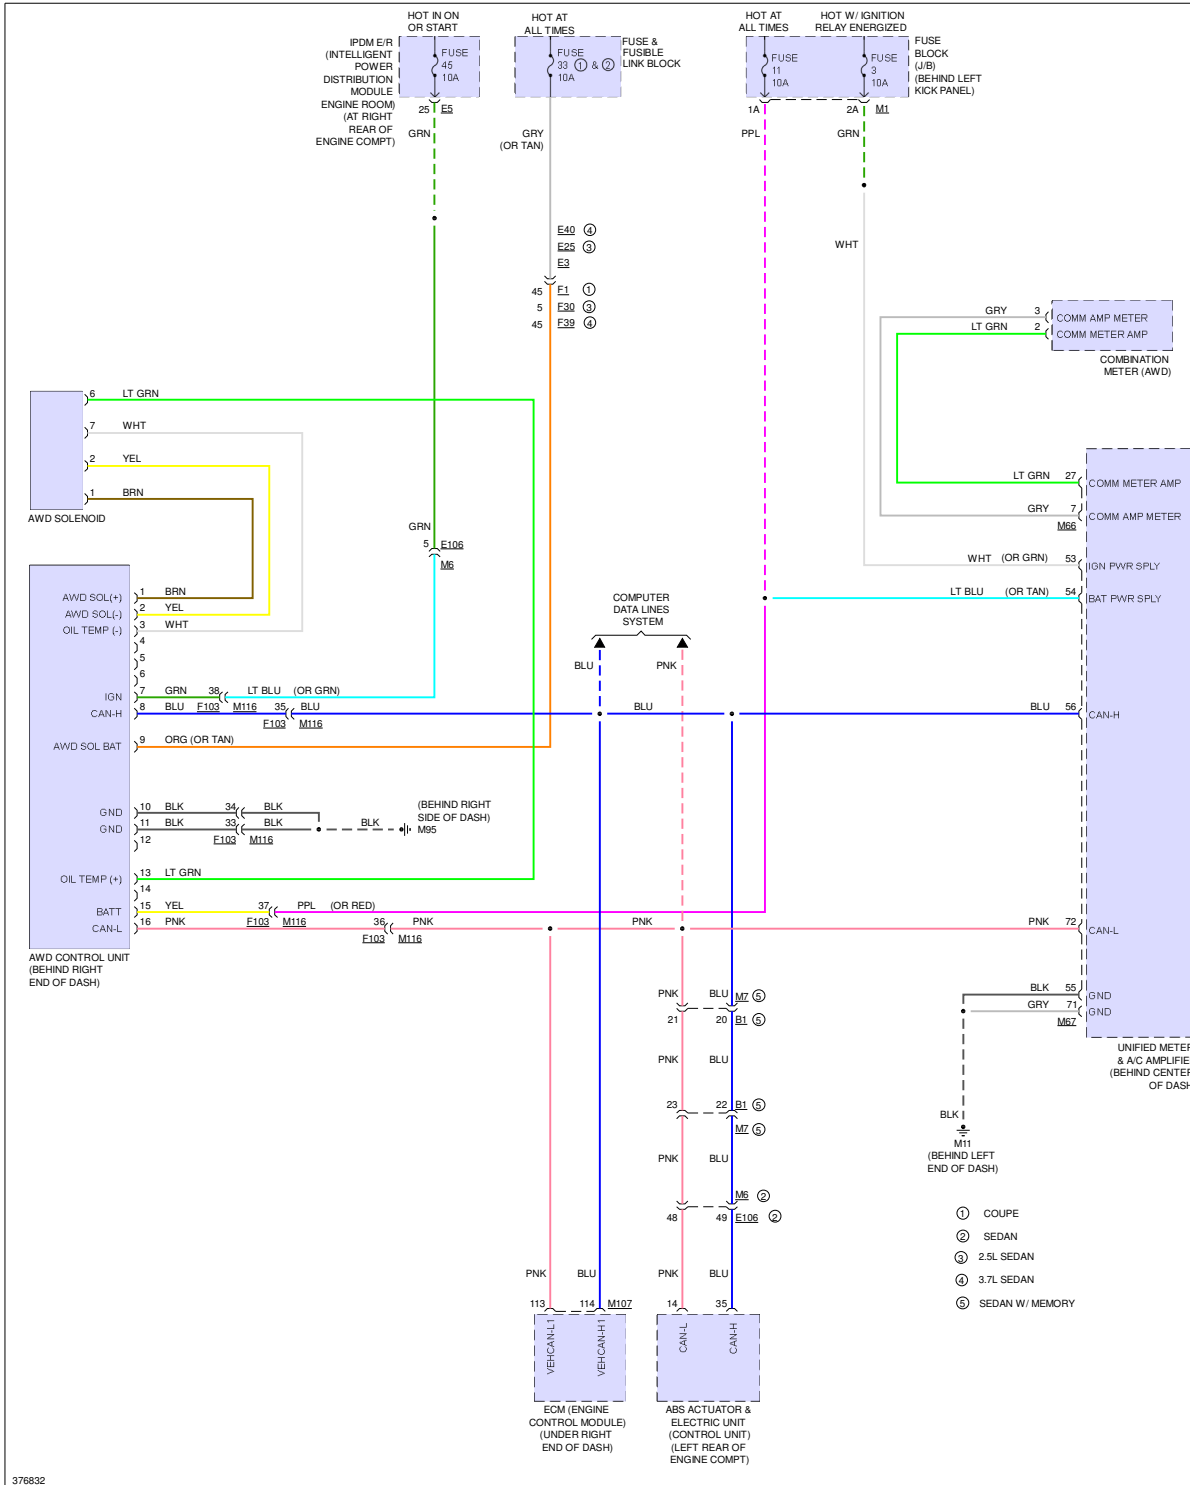 HOT IN ON
OR START
HOT AT
ALL TIMES
HOT AT
ALL TIMES
HOT W/ IGNITION
RELAY ENERGIZED
IPDM E/R
(INTELLIGENT
POWER
DISTRIBUTION
MODULE
ENGINE ROOM)
(AT RIGHT
REAR OF
ENGINE COMPT)
FUSE
45
10A
FUSE
33 ① & ②
10A
FUSE &
FUSIBLE
LINK BLOCK
FUSE
11
10A
FUSE
3
10A
FUSE
BLOCK
(J/B)
(BEHIND LEFT
KICK PANEL)
25 E5
GRN
GRY
(OR TAN)
1A
PPL
2A M1
GRN
E40 ④
E25 ③
E3
45 F1 ①
5 F30 ③
45 F39 ④
WHT
GRY 3 COMM AMP METER
LT GRN 2 COMM METER AMP
COMBINATION
METER (AWD)
6 LT GRN
7 WHT
2 YEL
1 BRN
AWD SOLENOID
LT GRN 27 COMM METER AMP
GRY 7 COMM AMP METER
M66
WHT (OR GRN) 53 IGN PWR SPLY
LT BLU (OR TAN) 54 BAT PWR SPLY
GRN
5 E106
M6
COMPUTER
DATA LINES
SYSTEM
BLU
PNK
AWD SOL(+) 1 BRN
AWD SOL(-) 2 YEL
OIL TEMP (-) 3 WHT
4
5
6
IGN 7 GRN 38 LT BLU (OR GRN)
F103 M116
CAN-H 8 BLU 35 BLU
F103 M116
BLU
BLU 56 CAN-H
AWD SOL BAT 9 ORG (OR TAN)
GND 10 BLK 34 BLK
GND 11 BLK 33 BLK
F103 M116
BLK
(BEHIND RIGHT
SIDE OF DASH)
M95
12
OIL TEMP (+) 13 LT GRN
14
BATT 15 YEL 37 PPL (OR RED)
F103 M116
CAN-L 16 PNK 36 PNK
F103 M116
PNK
PNK 72 CAN-L
AWD CONTROL UNIT
(BEHIND RIGHT
END OF DASH)
BLK 55 GND
GRY 71 GND
M67
UNIFIED METER
& A/C AMPLIFIE
(BEHIND CENTER
OF DASH
PNK BLU M7 ⑤
21 20 B1 ⑤
PNK BLU
23 22 B1 ⑤
M7 ⑤
PNK BLU
M6 ②
48 49 E106 ②
BLK
M11
(BEHIND LEFT
END OF DASH)
① COUPE
② SEDAN
③ 2.5L SEDAN
④ 3.7L SEDAN
⑤ SEDAN W/ MEMORY
PNK BLU PNK BLU
113 114 M107
14 35
VEHCAN-L1
VEHCAN-H1
CAN-L
CAN-H
ECM (ENGINE
CONTROL MODULE)
(UNDER RIGHT
END OF DASH)
ABS ACTUATOR &
ELECTRIC UNIT
(CONTROL UNIT)
(LEFT REAR OF
ENGINE COMPT)
376832